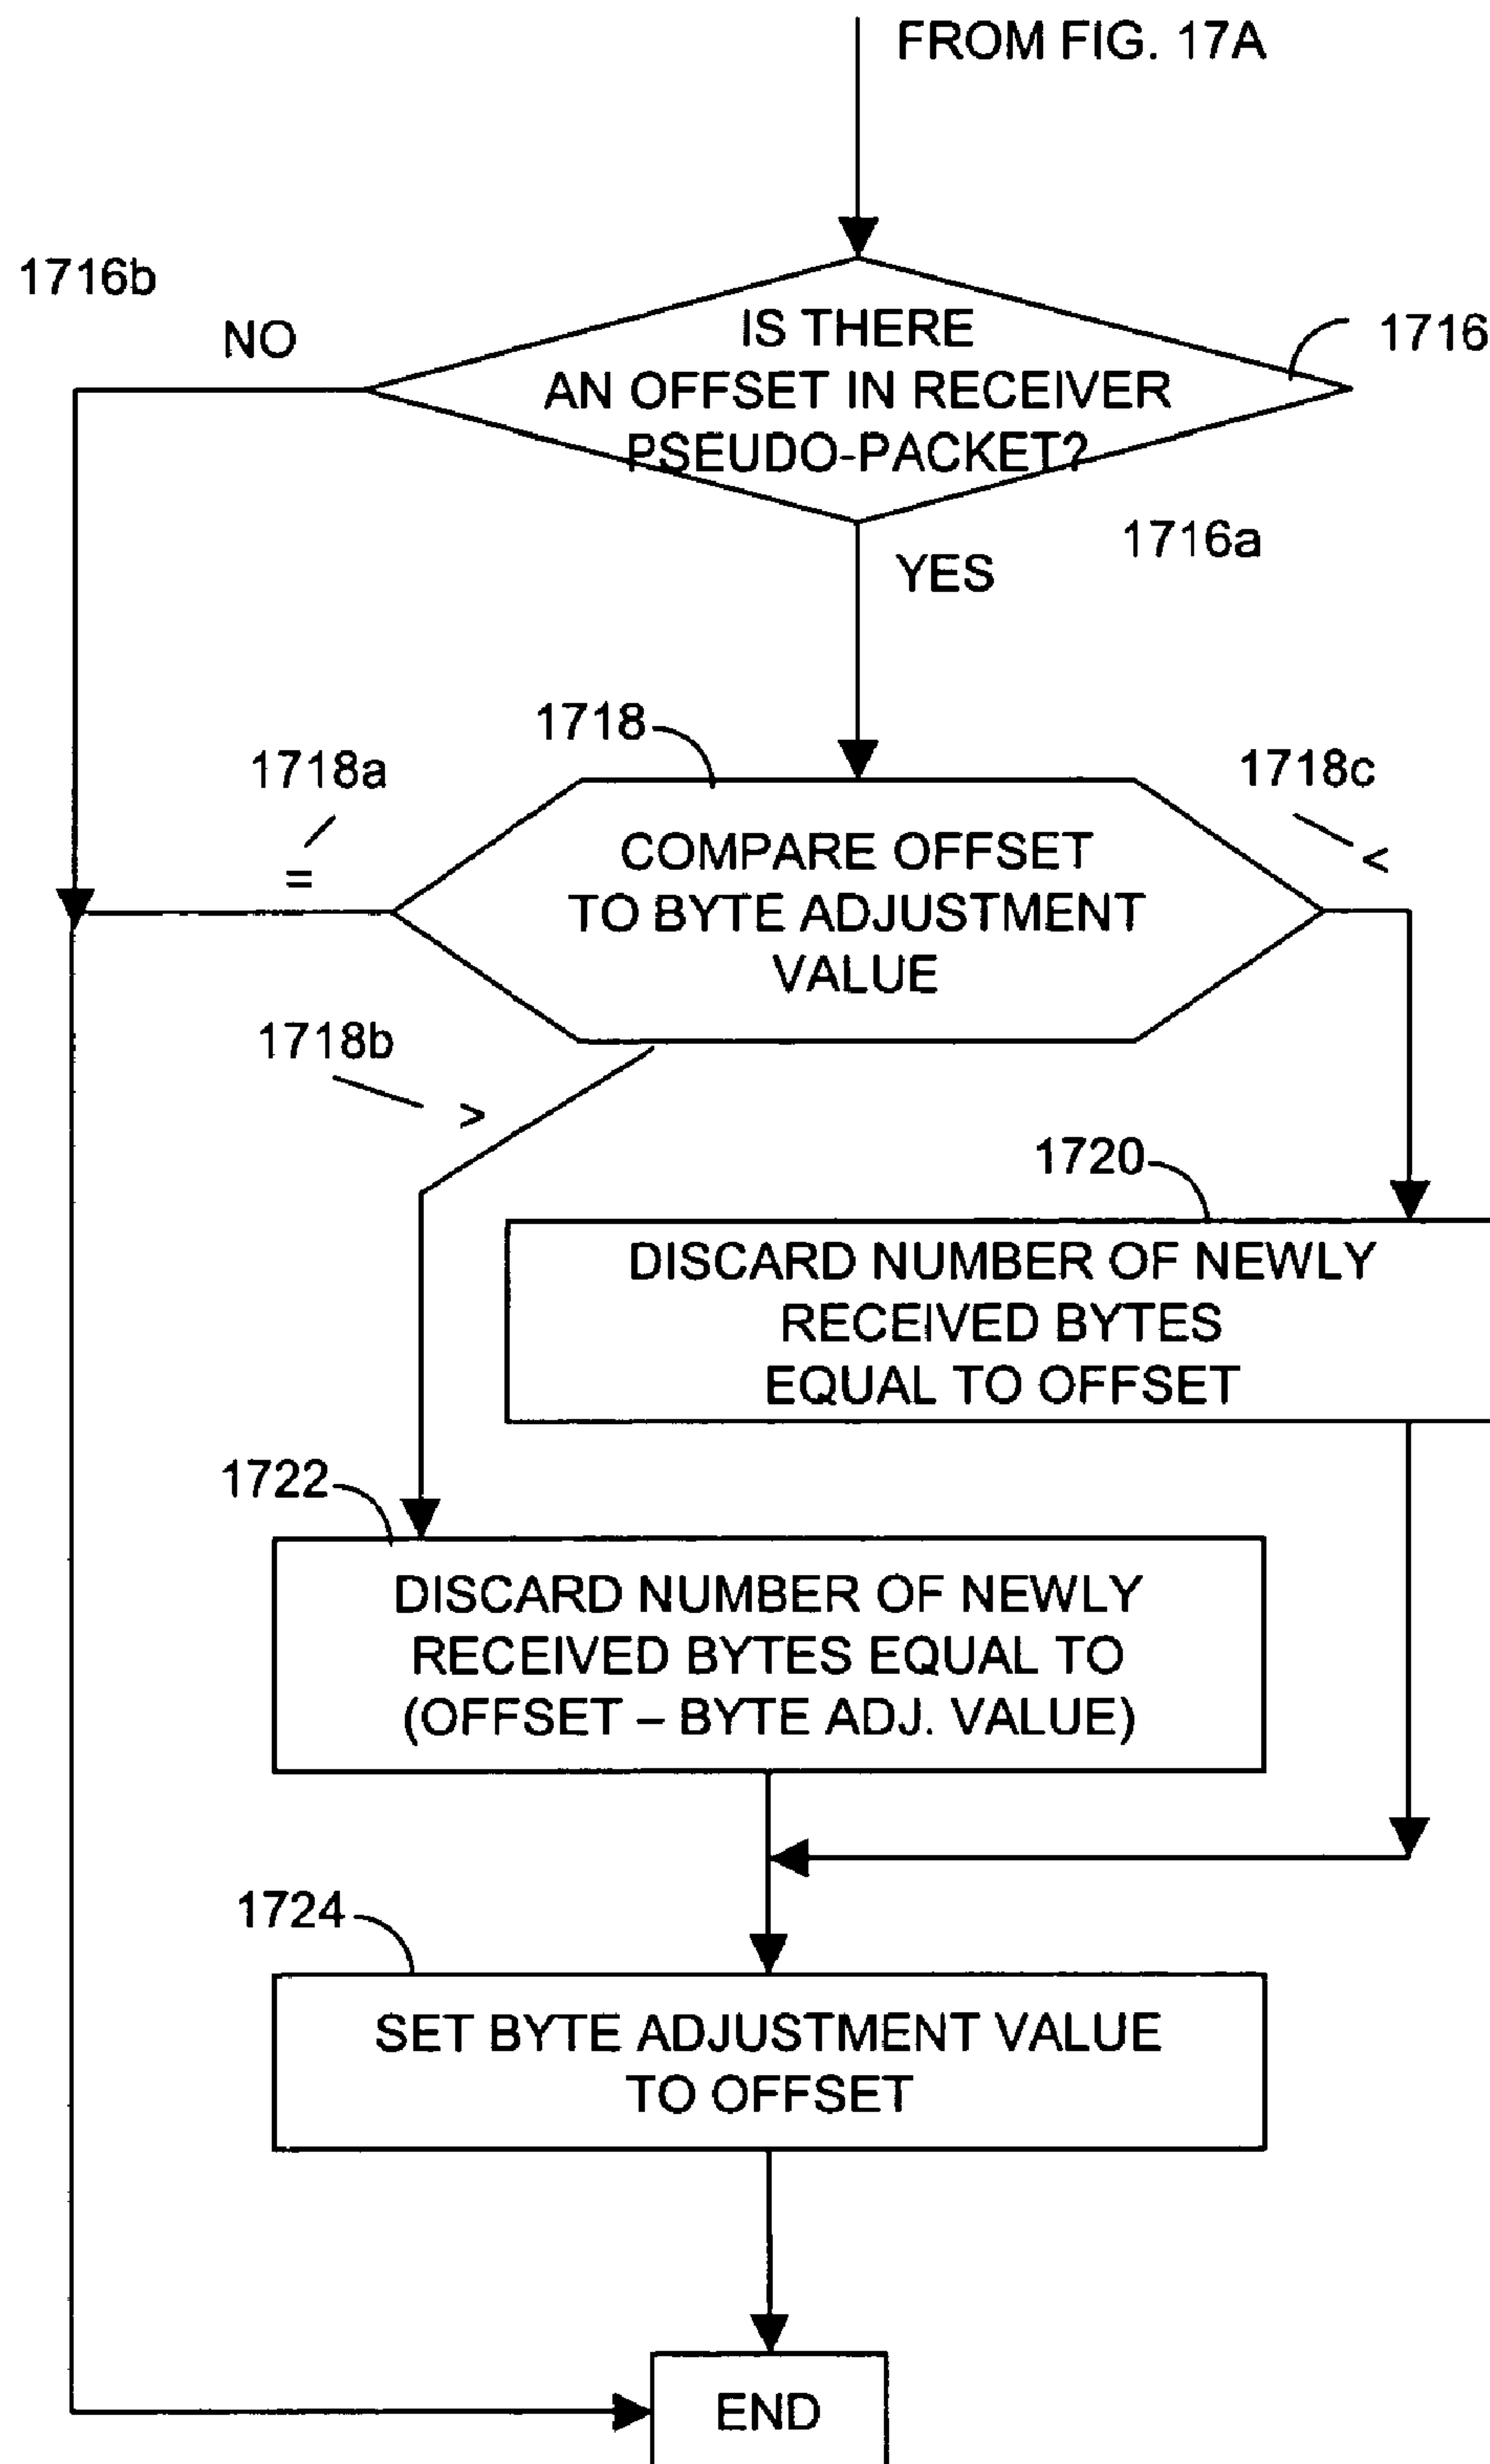 FROM FIG. 17A
1716b
NO
IS THERE
AN OFFSET IN RECEIVER
PSEUDO-PACKET?
1716
1716a
YES
1718
1718a
=
1718c
<
COMPARE OFFSET
TO BYTE ADJUSTMENT
VALUE
1718b
>
1720
DISCARD NUMBER OF NEWLY
RECEIVED BYTES
EQUAL TO OFFSET
1722
DISCARD NUMBER OF NEWLY
RECEIVED BYTES EQUAL TO
(OFFSET – BYTE ADJ. VALUE)
1724
SET BYTE ADJUSTMENT VALUE
TO OFFSET
END